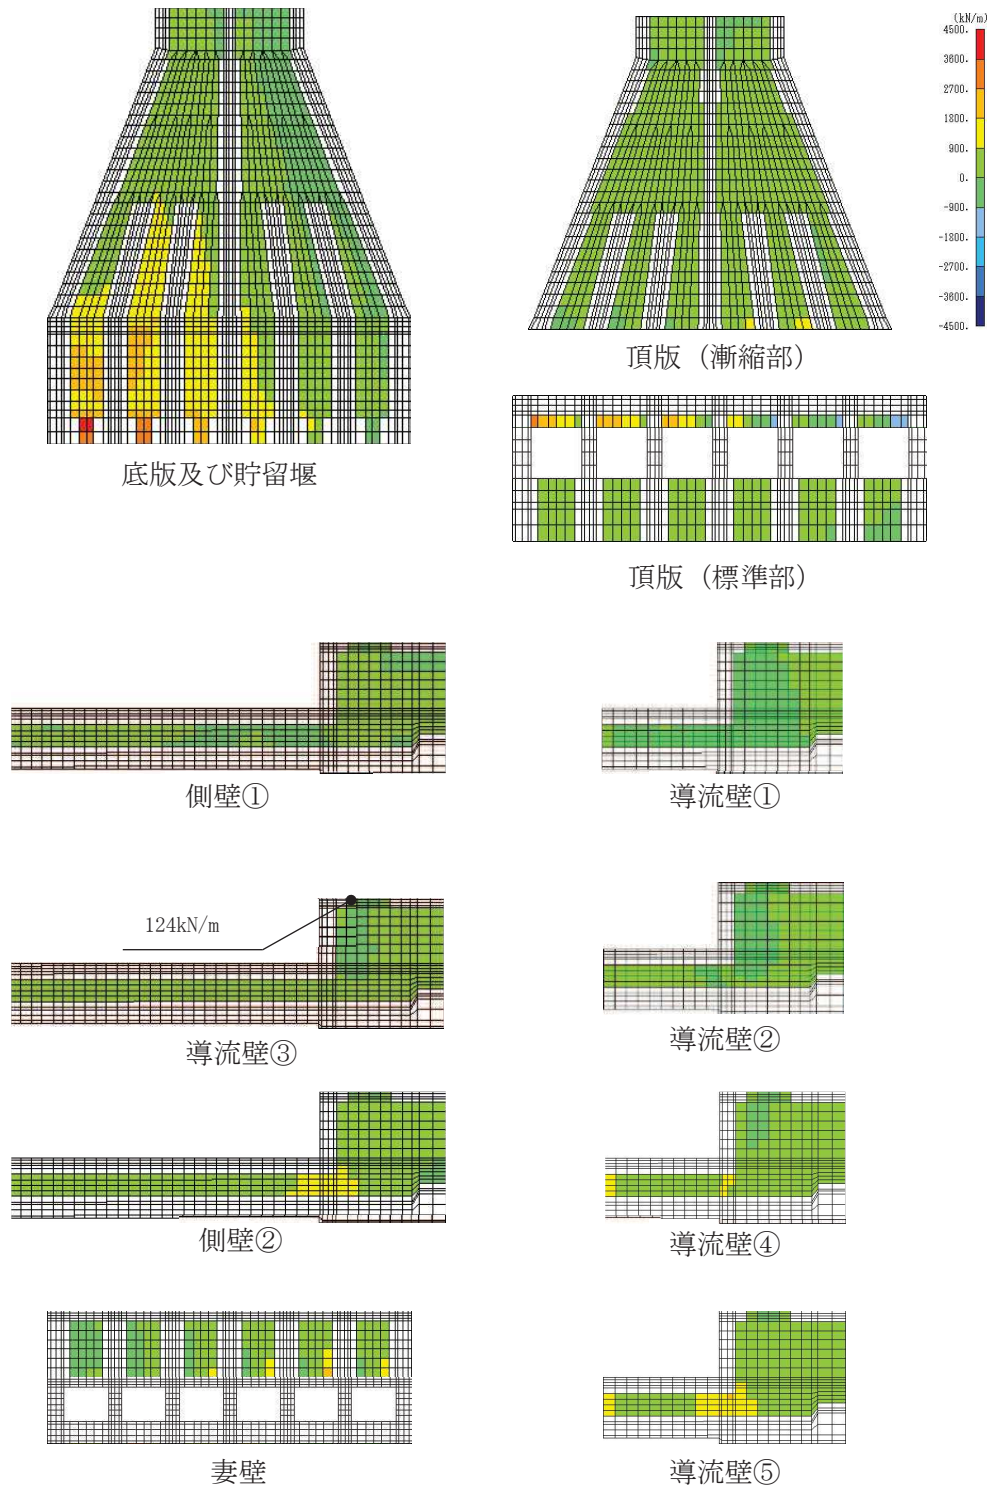 (kN/m)
4500.
3600.
2700.
1800.
900.
0.
-900.
-1800.
-2700.
-3600.
-4500.
底版及び貯留堰
頂版（漸縮部）
頂版（標準部）
側壁①
導流壁①
124kN/m
導流壁③
導流壁②
側壁②
導流壁④
妻壁
導流壁⑤